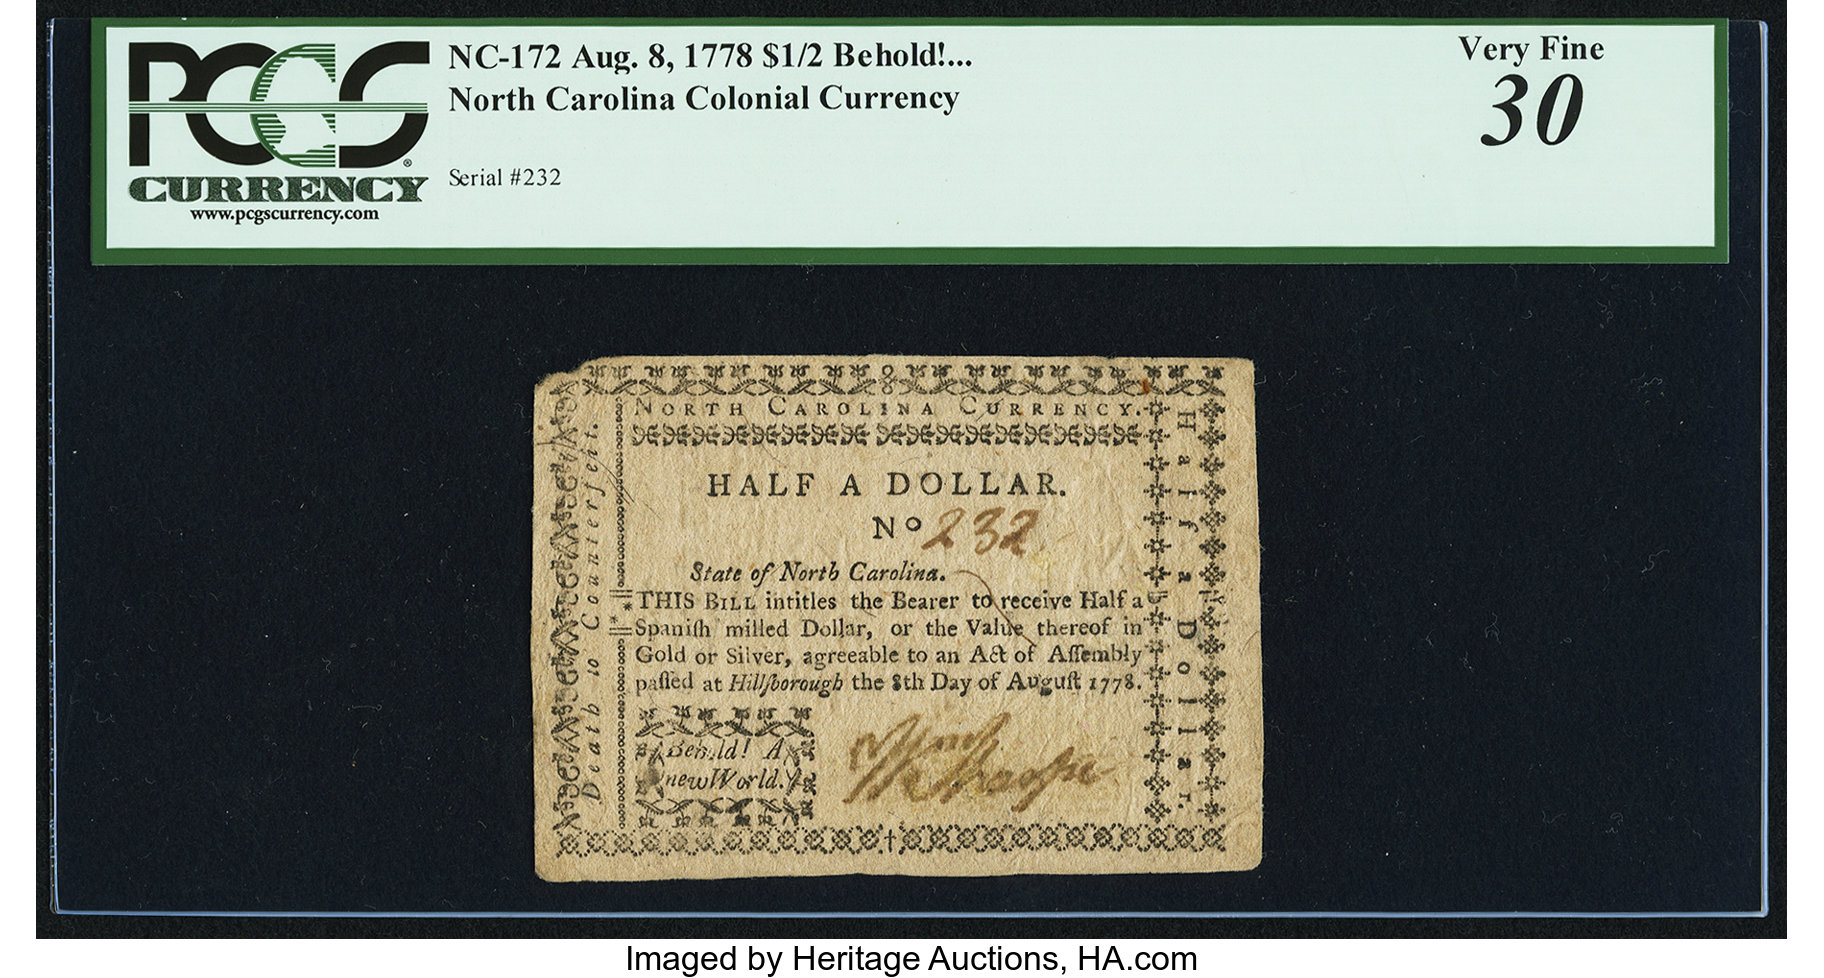 PCGS
CURRENCY
www.pcgscurrency.com
NC-172 Aug. 8, 1778 $1/2 Behold!...
North Carolina Colonial Currency
Serial #232
Very Fine
30
NORTH CAROLINA CURRENCY.
HALF A DOLLAR.
No 232
State of North Carolina.
THIS BILL intitles the Bearer to receive Half a
Spaniſh milled Dollar, or the Value thereof in
Gold or Silver, agreeable to an Act of Aſſembly
paſſed at Hillſborough the 8th Day of Auguſt 1778.
Behold! A
new World.
Death to Counterfeit.
Half a Dollar.
Imaged by Heritage Auctions, HA.com